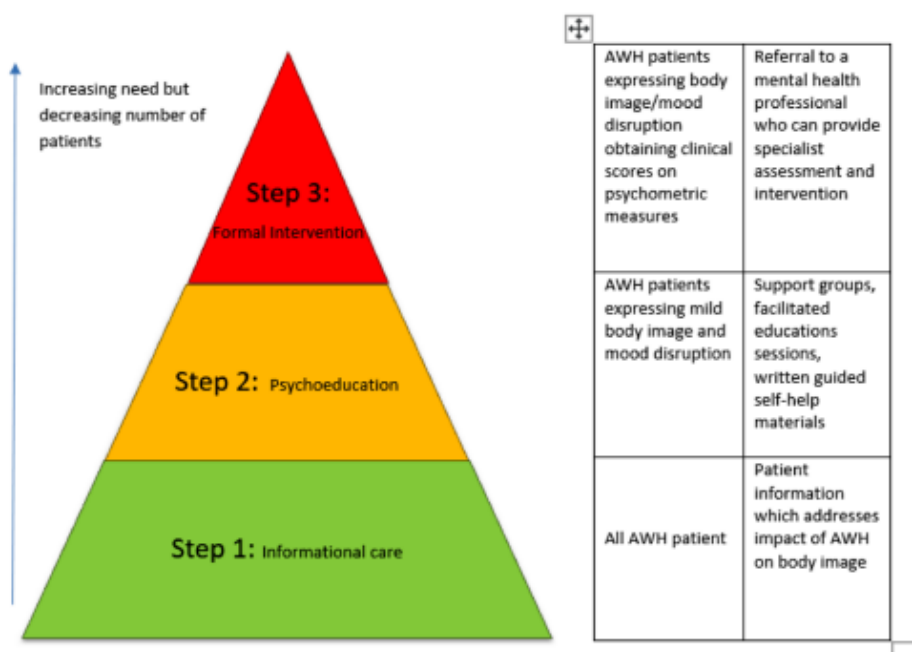 Increasing need but
decreasing number of
patients
Step 3:
Formal Intervention
Step 2: Psychoeducation
Step 1: Informational care
AWH patients
expressing body
image/mood
disruption
obtaining clinical
scores on
psychometric
measures
Referral to a
mental health
professional
who can provide
specialist
assessment and
intervention
AWH patients
expressing mild
body image and
mood disruption
Support groups,
facilitated
educations
sessions,
written guided
self-help
materials
All AWH patient
Patient
information
which addresses
impact of AWH
on body image